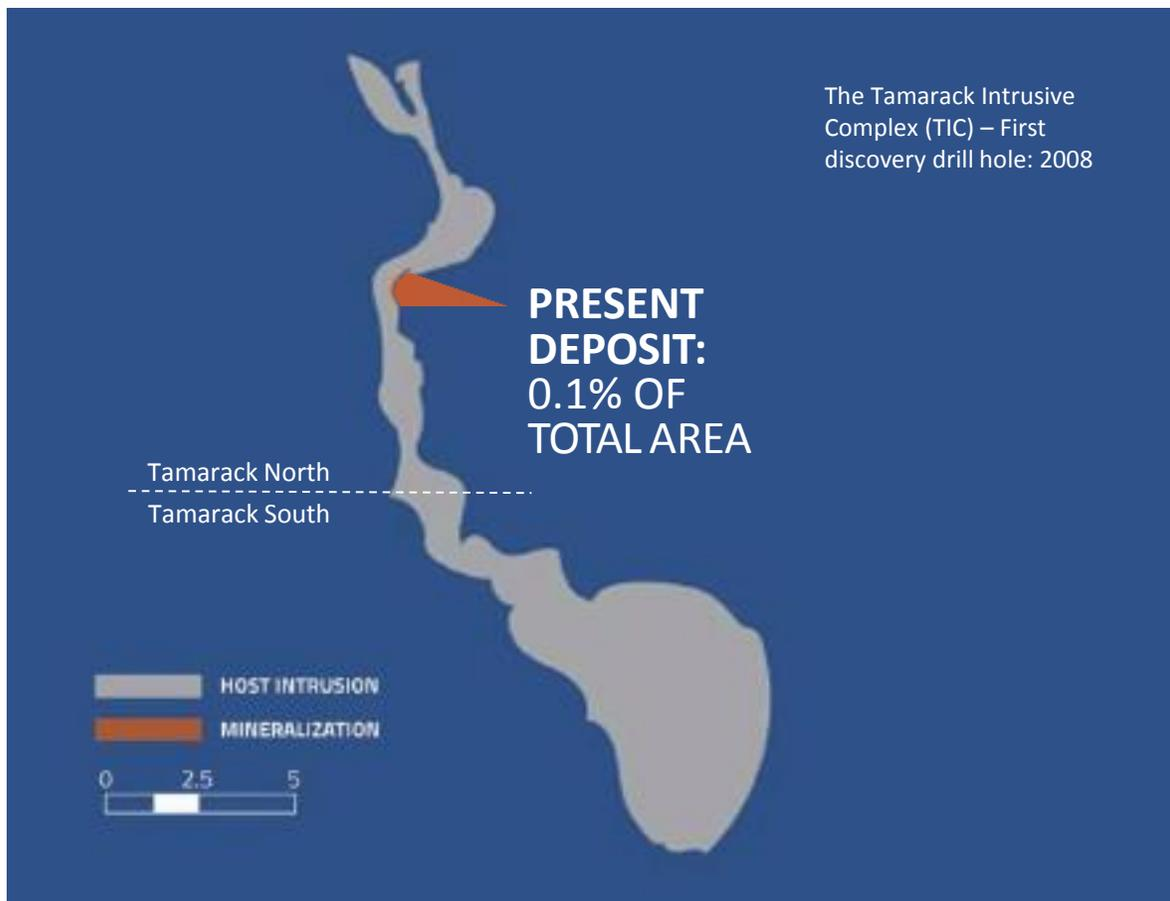 The Tamarack Intrusive
Complex (TIC) – First
discovery drill hole: 2008
PRESENT
DEPOSIT:
0.1% OF
TOTAL AREA
Tamarack North
Tamarack South
HOST INTRUSION
MINERALIZATION
0 2.5 5